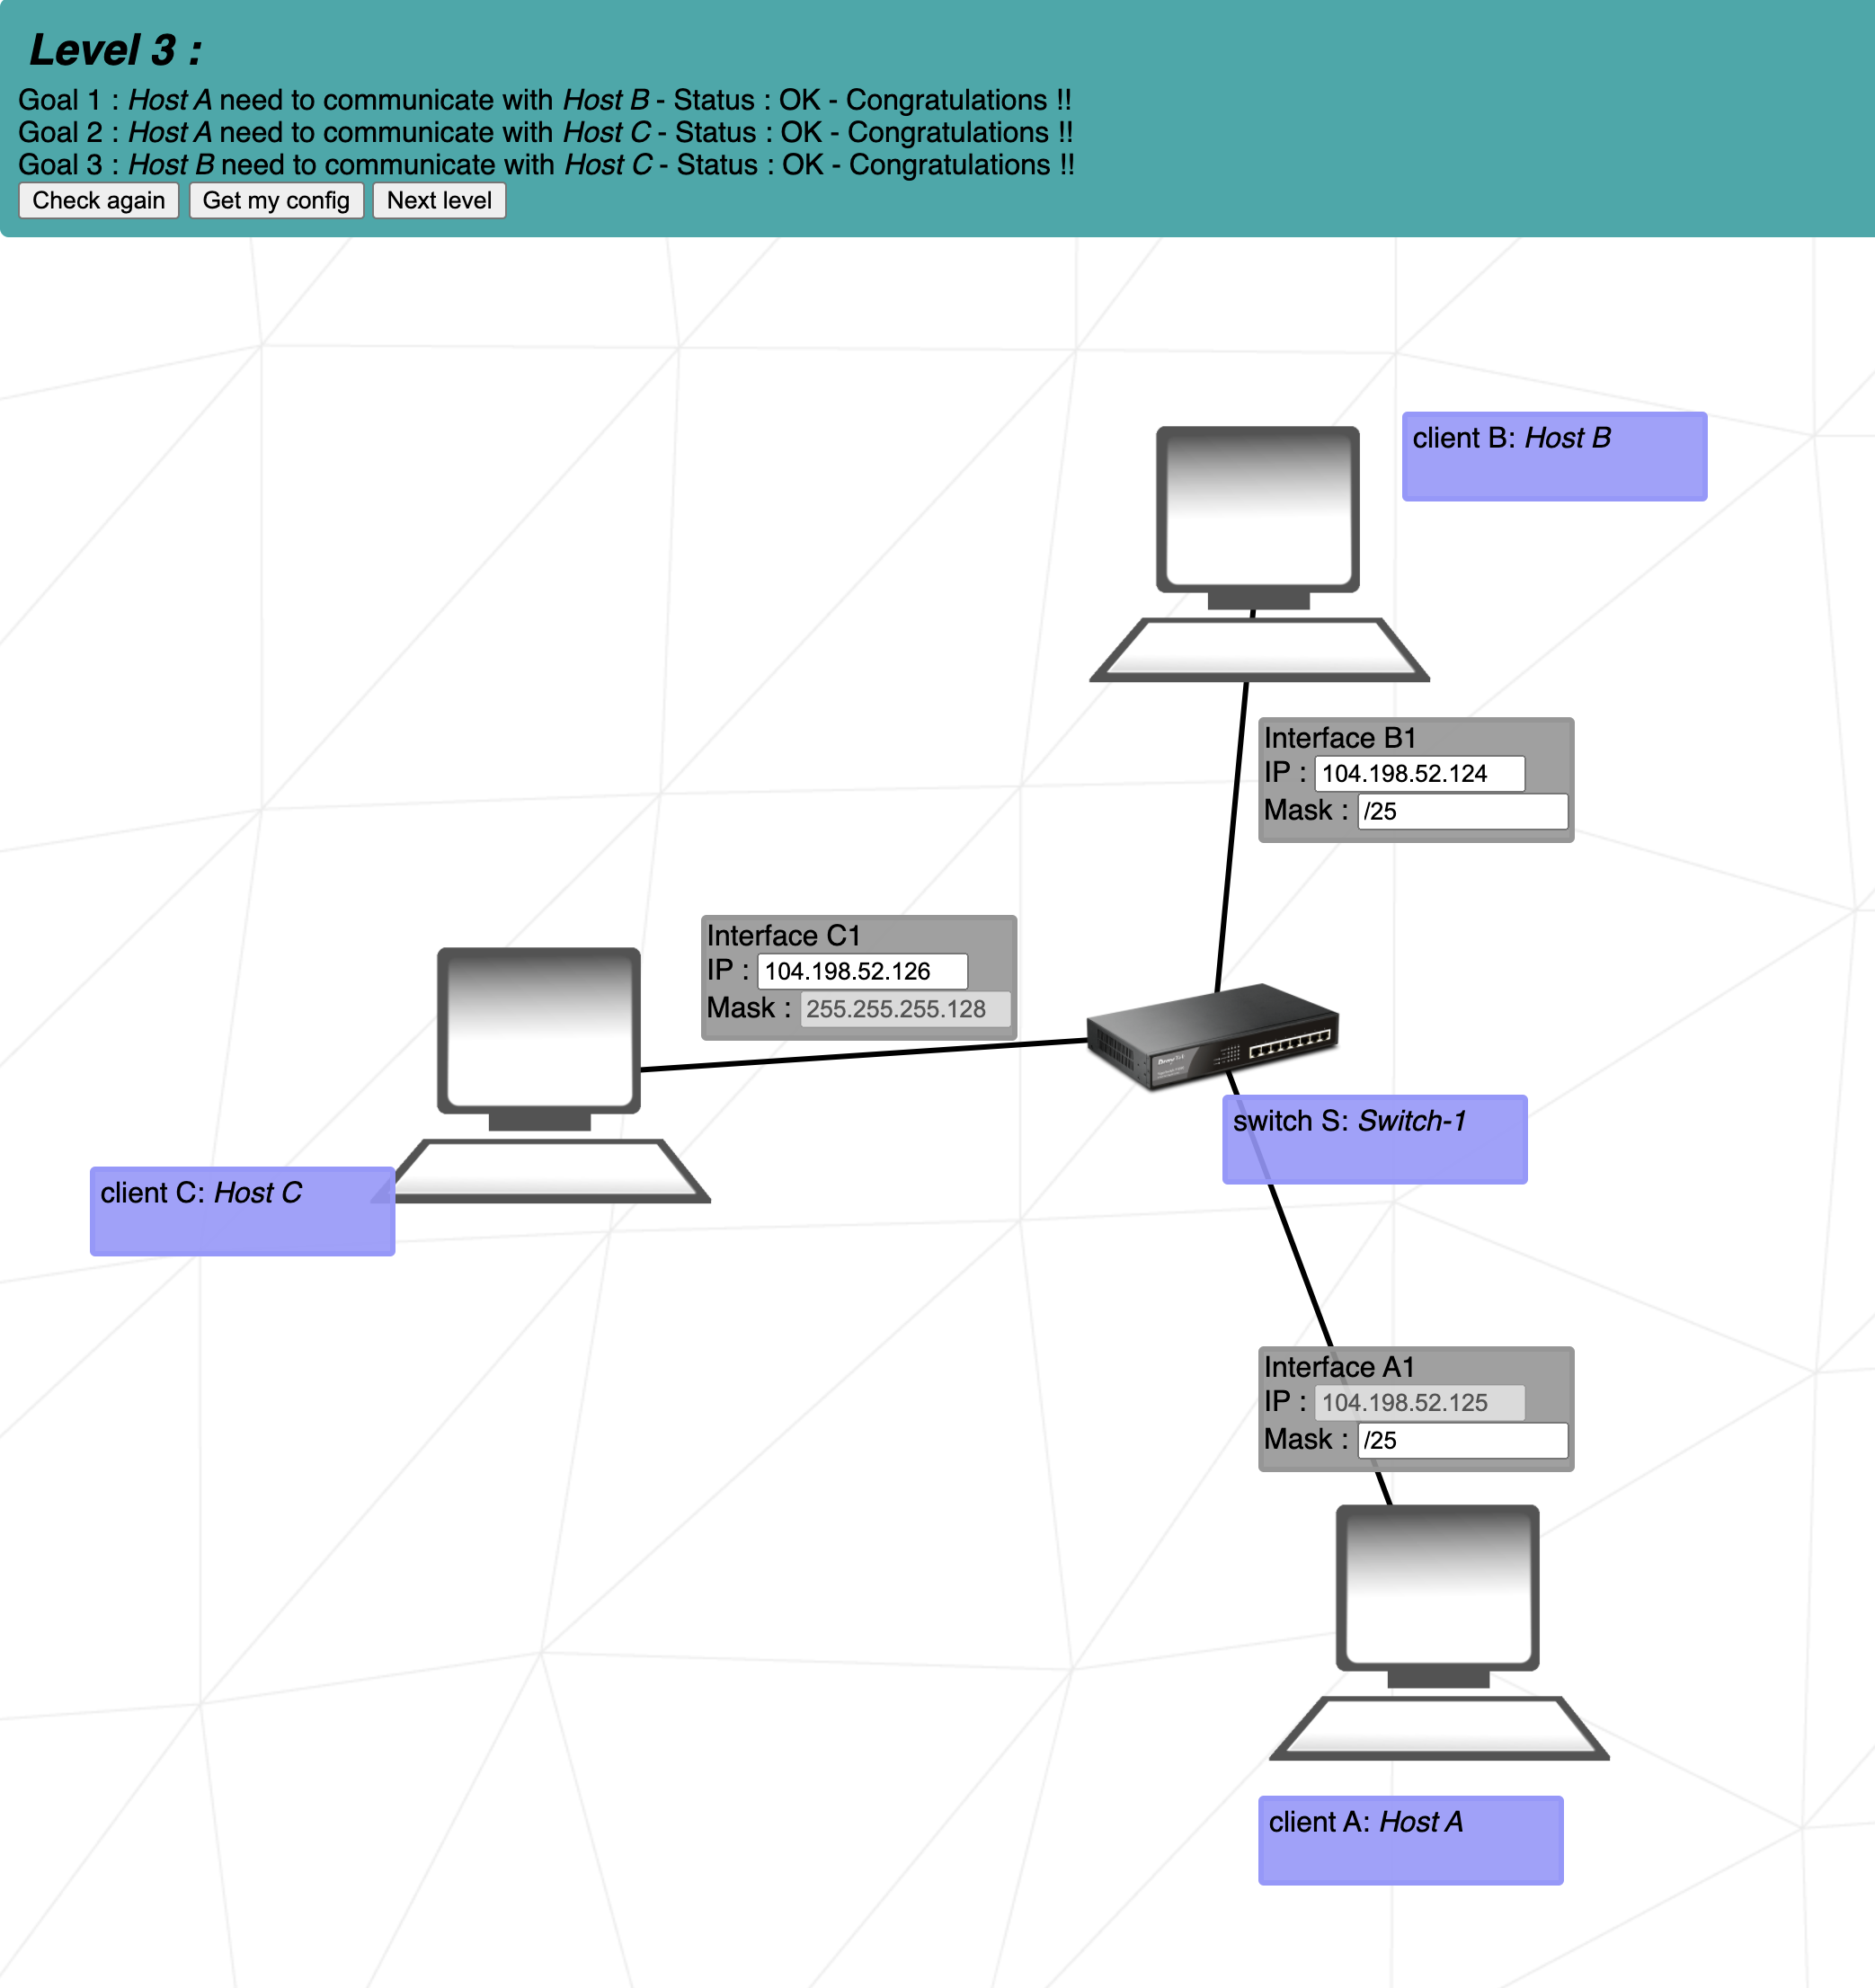 Level 3 :
Goal 1 : Host A need to communicate with Host B - Status : OK - Congratulations !!
Goal 2 : Host A need to communicate with Host C - Status : OK - Congratulations !!
Goal 3 : Host B need to communicate with Host C - Status : OK - Congratulations !!
Check again Get my config Next level
client B: Host B
Interface B1
IP : 104.198.52.124
Mask : /25
Interface C1
IP : 104.198.52.126
Mask : 255.255.255.128
switch S: Switch-1
client C: Host C
Interface A1
IP : 104.198.52.125
Mask : /25
client A: Host A